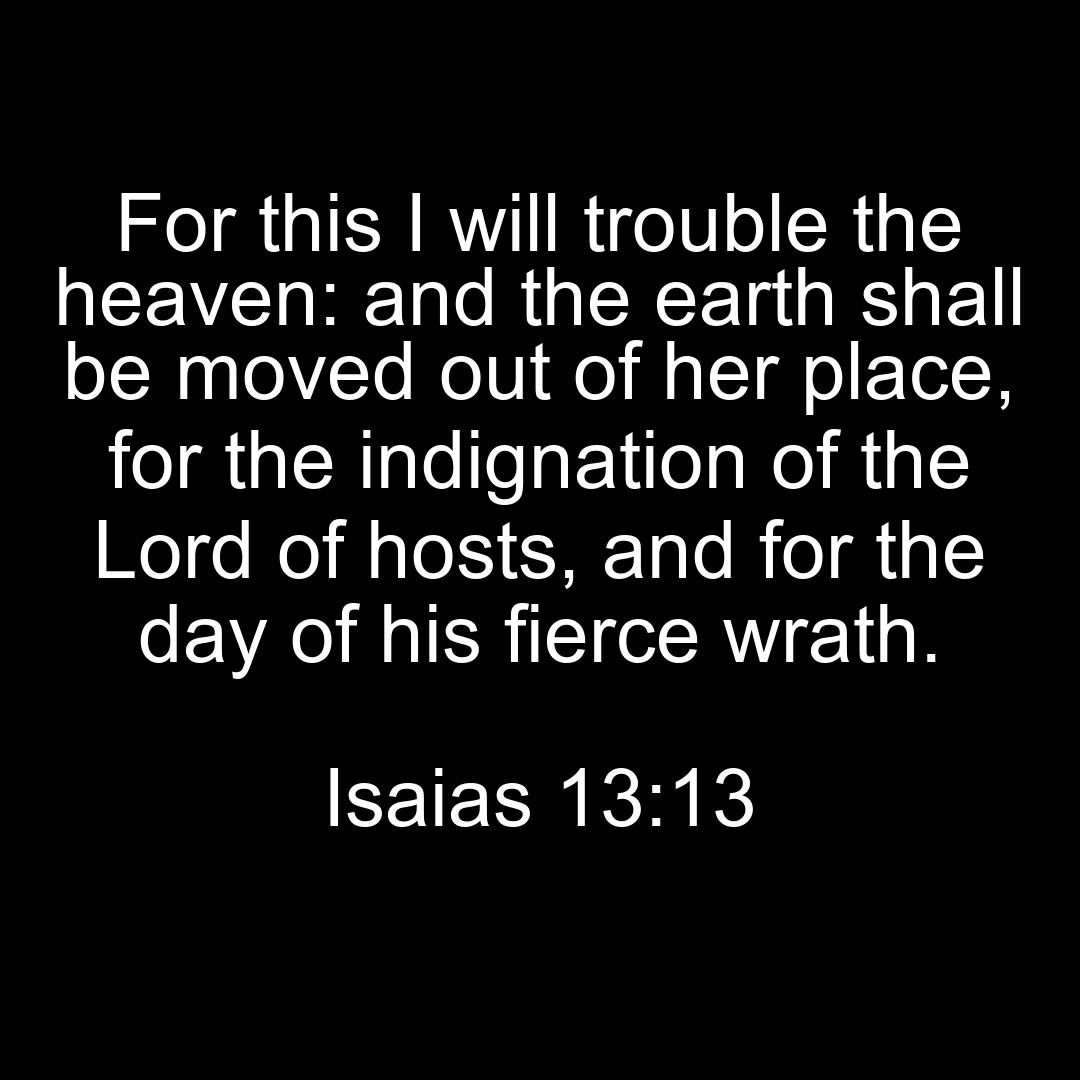 For this I will trouble the
heaven: and the earth shall
be moved out of her place,
for the indignation of the
Lord of hosts, and for the
day of his fierce wrath.
Isaias 13:13